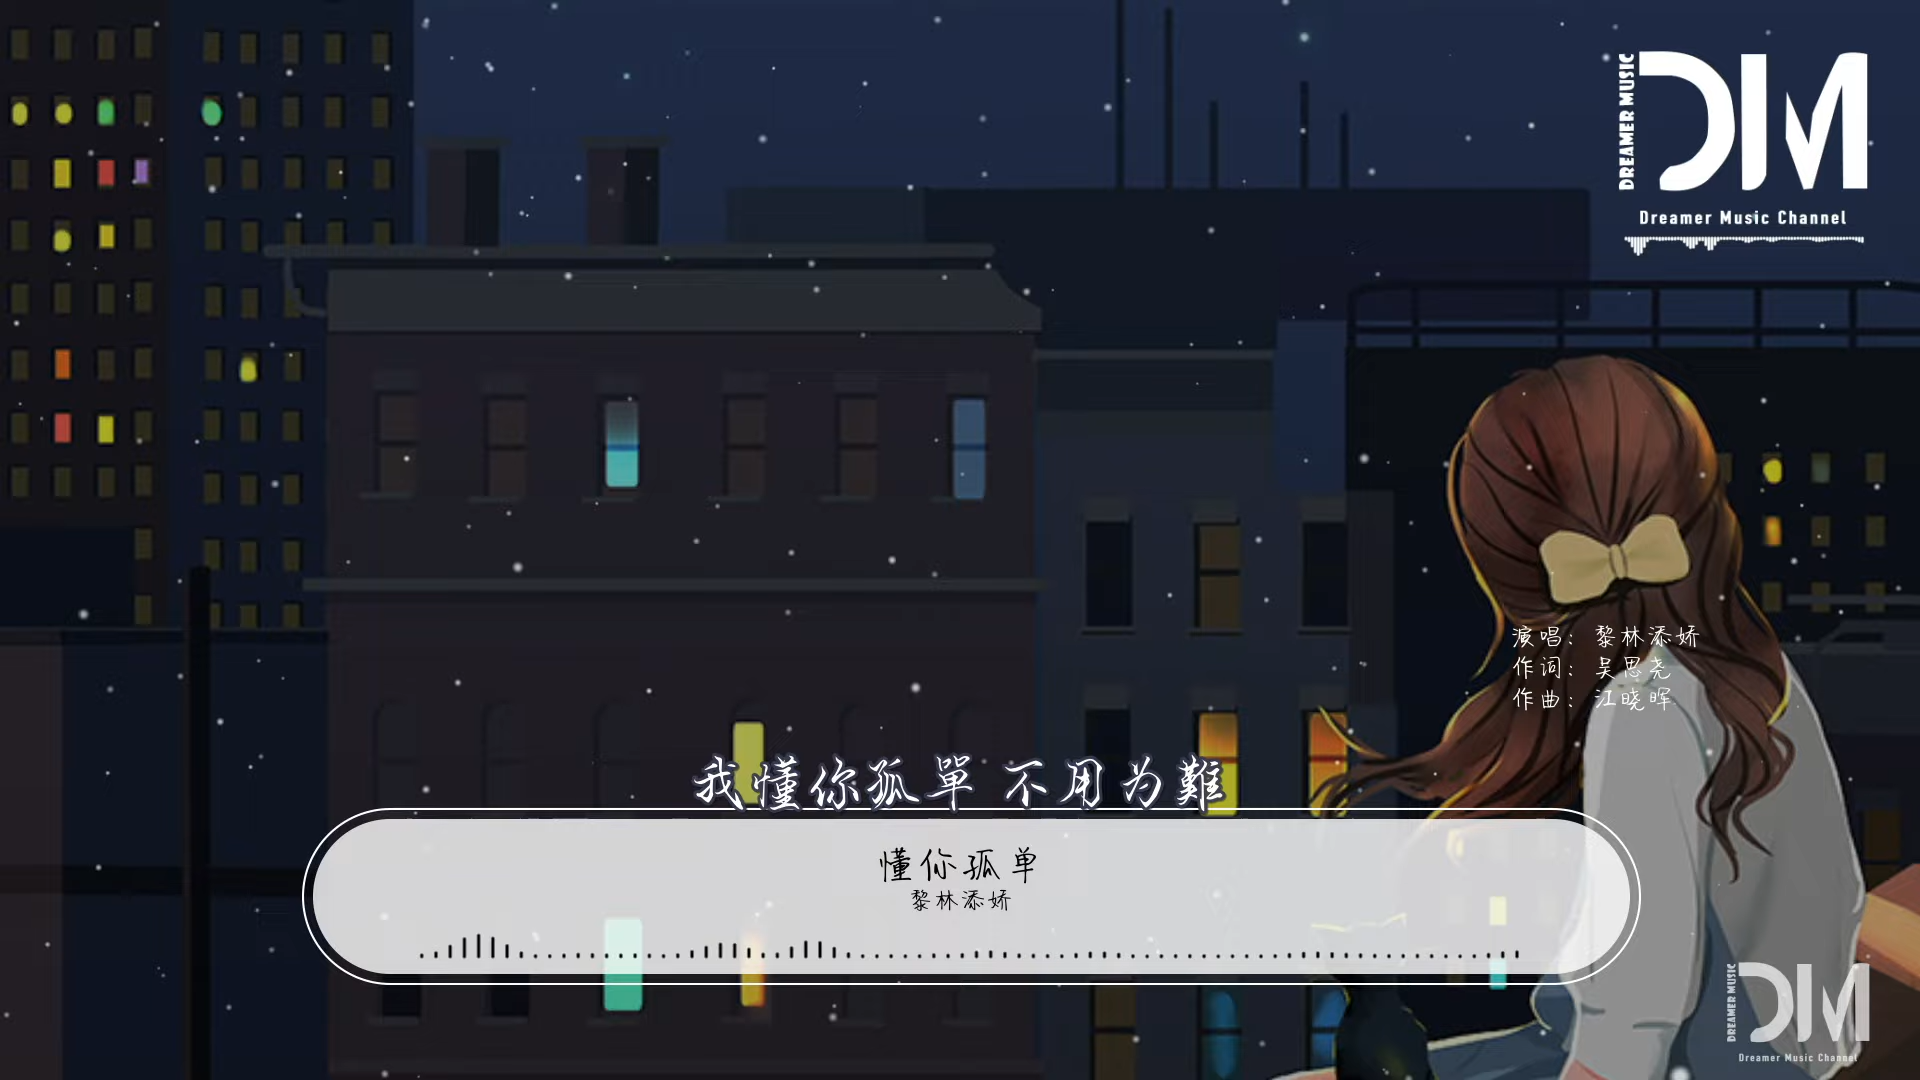 DREAMER MUSIC
DIM
Dreamer Music Channel
演唱：黎林添娇
作词：吴思尧
作曲：江晓晖
我懂你孤單 不用为難
懂你孤单
黎林添娇
DREAMER MUSIC
DIM
Dreamer Music Channel